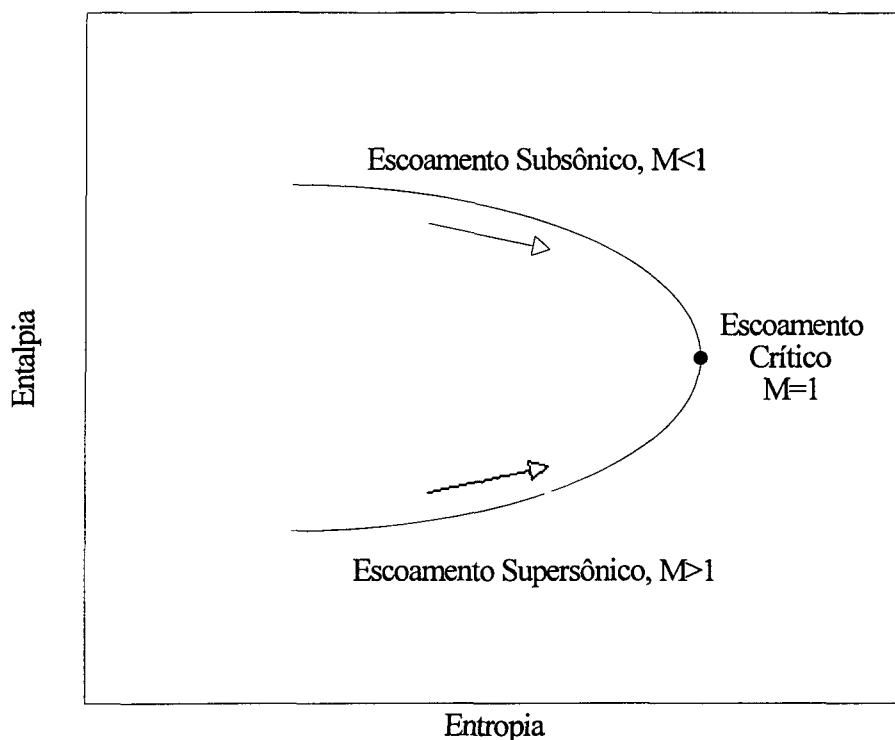 Escoamento Subsônico, M<1
Entalpia
Escoamento
Crítico
M=1
Escoamento Supersônico, M>1
Entropia